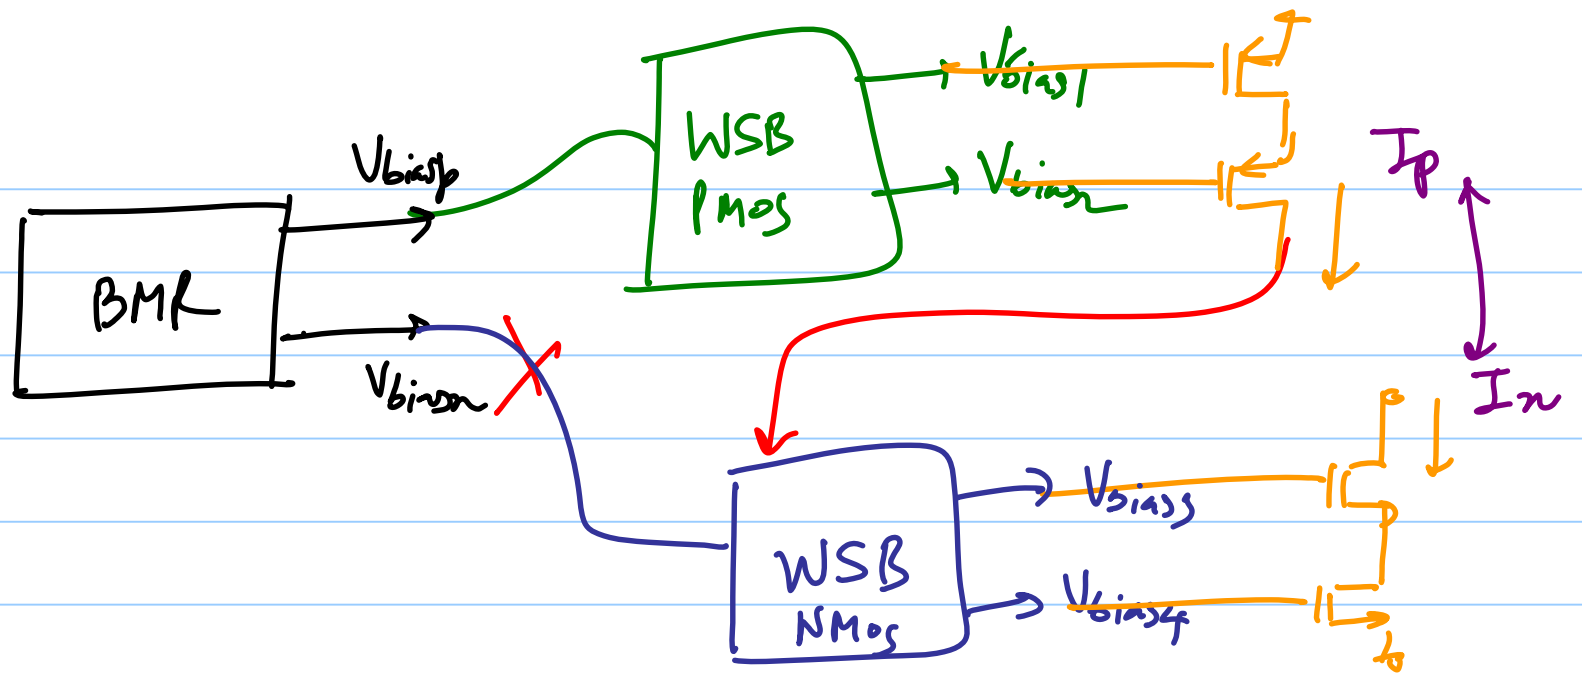 BMR
Vbiasp
Vbiasn
WSB
PMOS
Vbias1
Vbias2
Ip
In
WSB
NMOS
Vbias3
Vbias4